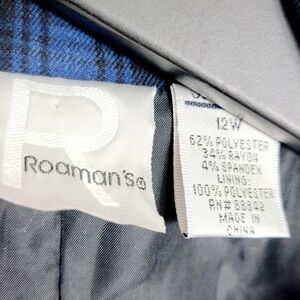 R
Roaman's®
12W
62% POLYESTER
34% RAYON
4% SPANDEX
LINING:
100% POLYESTER
RN# 88842
MADE IN
CHINA